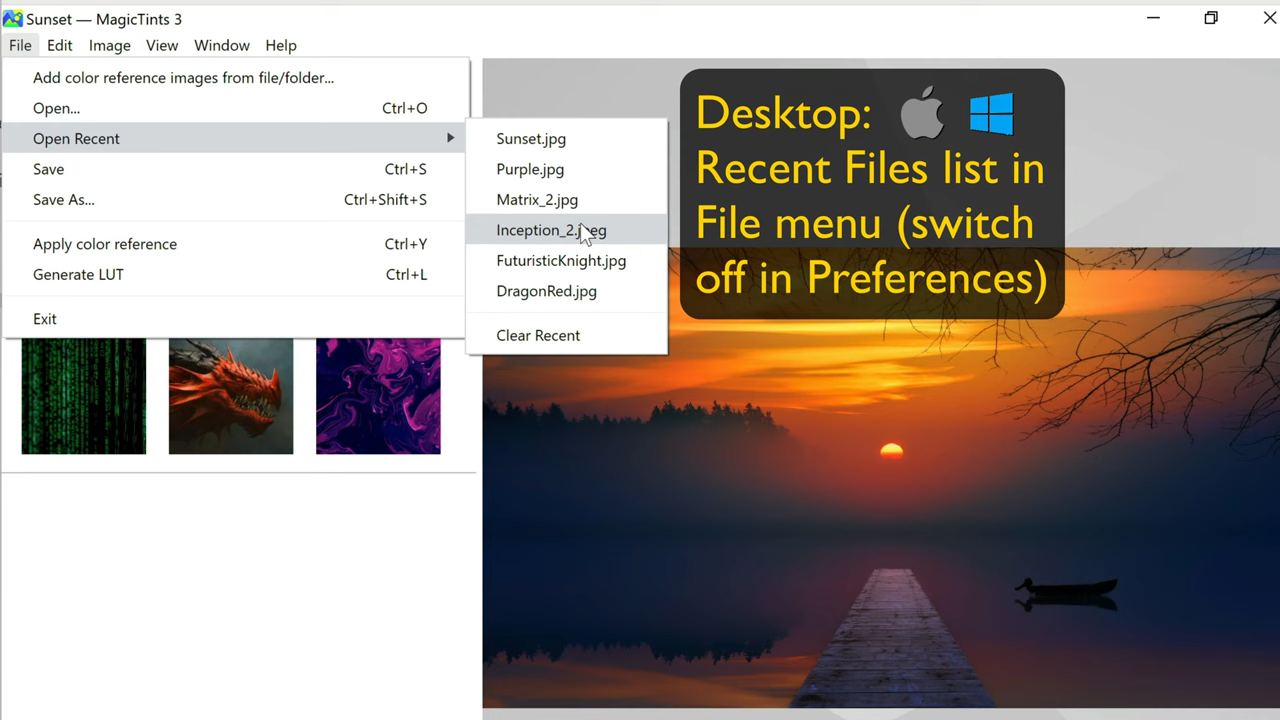 Sunset — MagicTints 3
File Edit Image View Window Help
Add color reference images from file/folder...
Open... Ctrl+O
Open Recent
Save Ctrl+S
Save As... Ctrl+Shift+S
Apply color reference Ctrl+Y
Generate LUT Ctrl+L
Exit
Sunset.jpg
Purple.jpg
Matrix_2.jpg
Inception_2.jpeg
FuturisticKnight.jpg
DragonRed.jpg
Clear Recent
Desktop:
Recent Files list in
File menu (switch
off in Preferences)